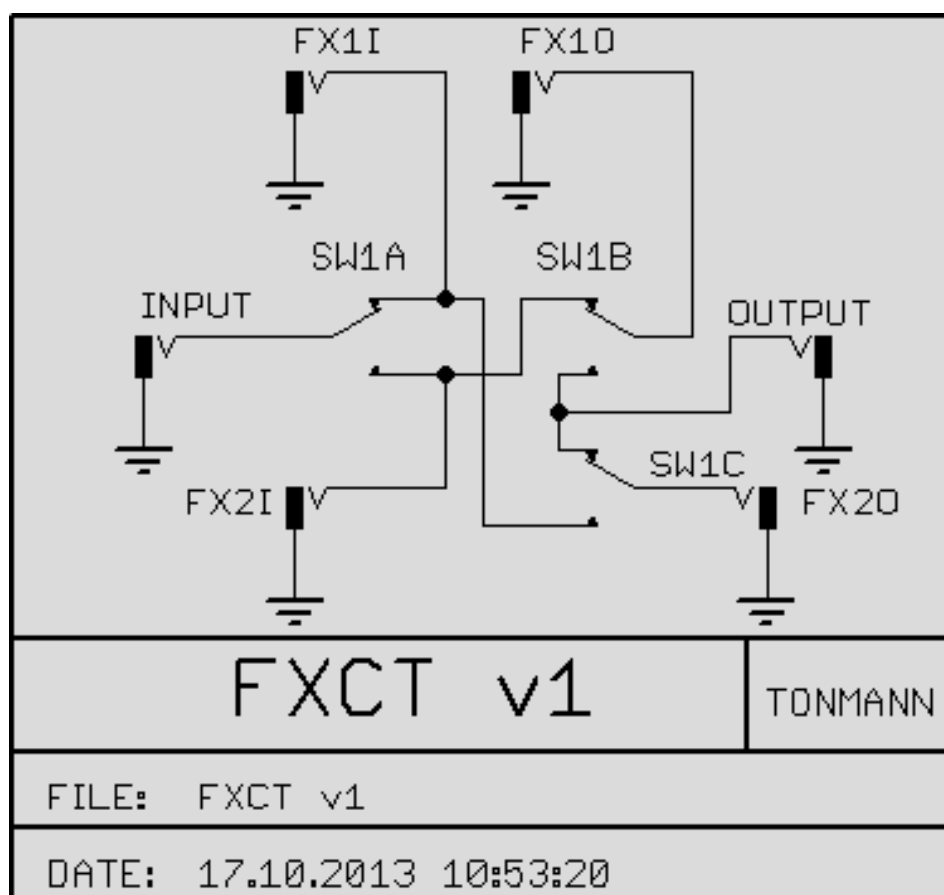 FX1I
FX1O
SW1A
SW1B
INPUT
OUTPUT
SW1C
FX2I
FX2O
FXCT v1
TONMANN
FILE: FXCT v1
DATE: 17.10.2013 10:53:20